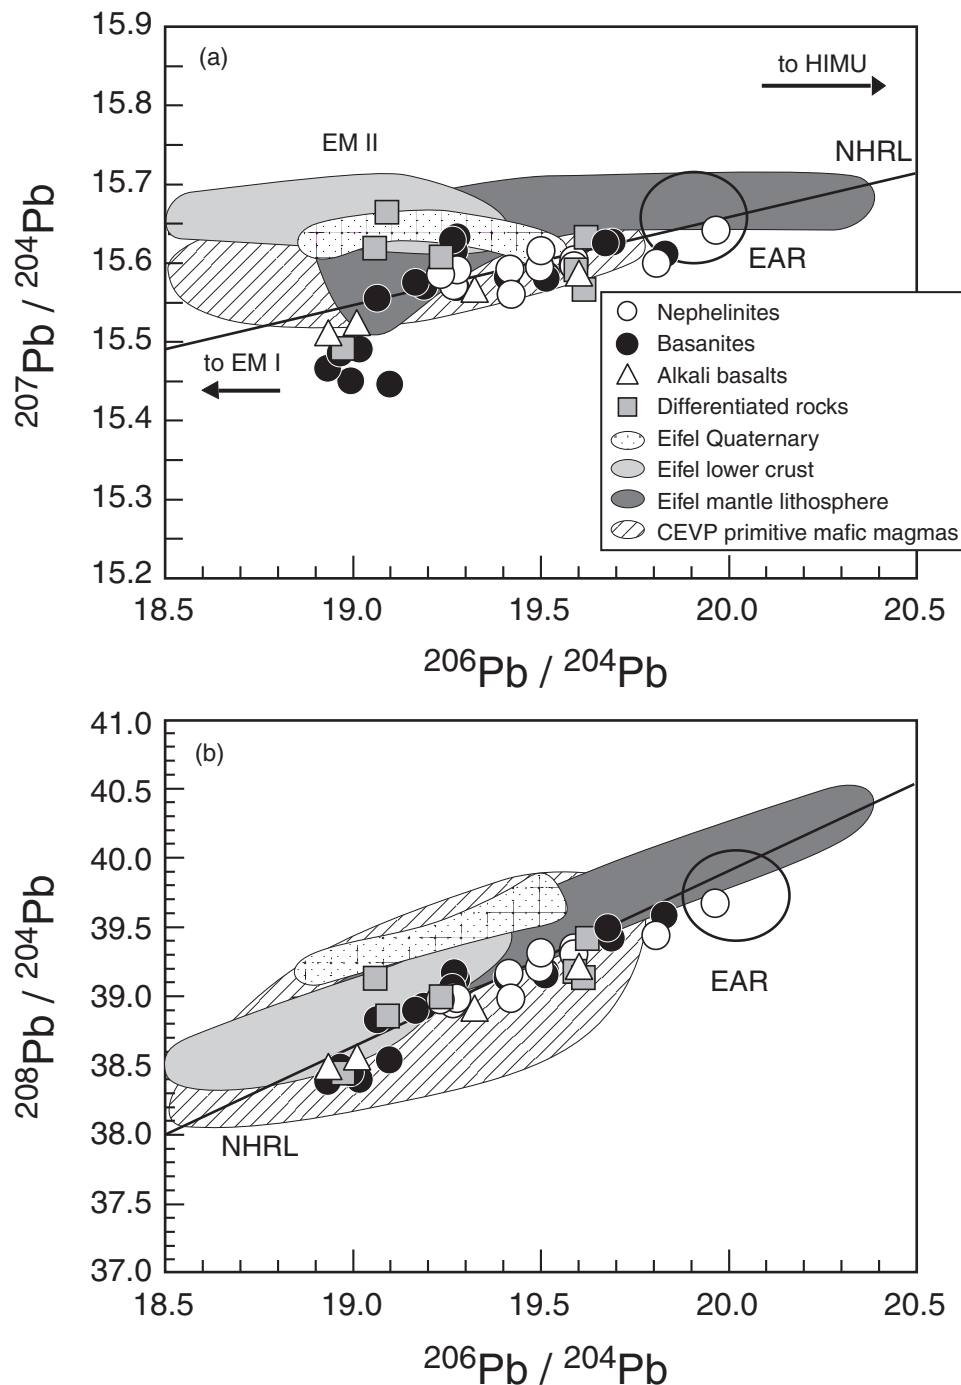 15.9
(a)
to HIMU
15.8
EM II
NHRL
15.7
15.6
EAR
15.5
to EM I
15.4
15.3
15.2
207Pb / 204Pb
Nephelinites
Basanites
Alkali basalts
Differentiated rocks
Eifel Quaternary
Eifel lower crust
Eifel mantle lithosphere
CEVP primitive mafic magmas
18.5 19.0 19.5 20.0 20.5
206Pb / 204Pb
41.0
(b)
40.5
40.0
39.5
39.0
EAR
38.5
38.0
NHRL
37.5
37.0
208Pb / 204Pb
18.5 19.0 19.5 20.0 20.5
206Pb / 204Pb